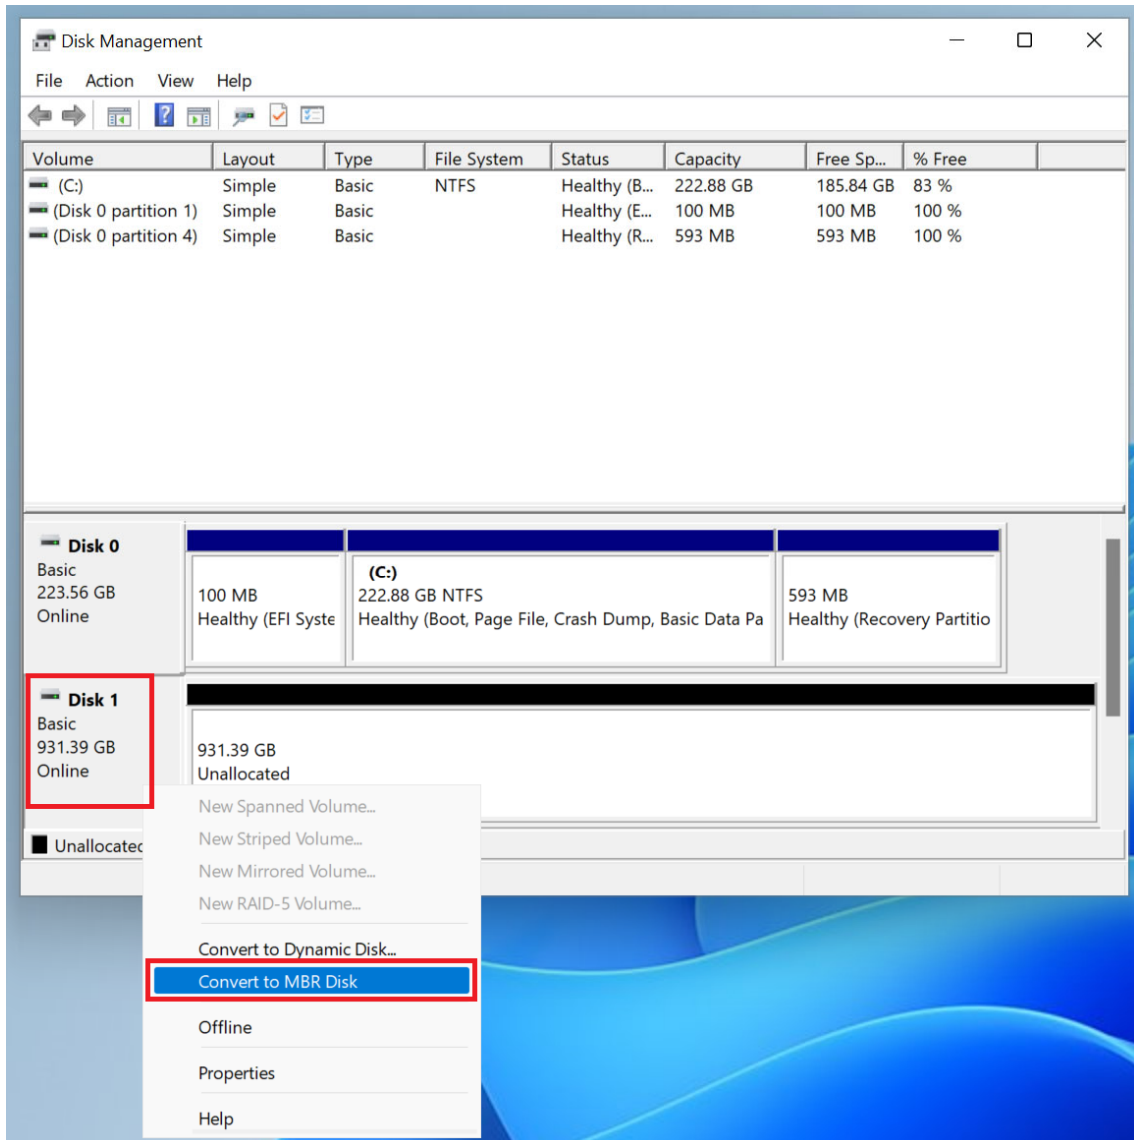 Disk Management
File Action View Help
Volume Layout Type File System Status Capacity Free Sp... % Free
(C:) Simple Basic NTFS Healthy (B... 222.88 GB 185.84 GB 83 %
(Disk 0 partition 1) Simple Basic Healthy (E... 100 MB 100 MB 100 %
(Disk 0 partition 4) Simple Basic Healthy (R... 593 MB 593 MB 100 %
Disk 0
Basic
223.56 GB
Online
100 MB
Healthy (EFI Syste
(C:)
222.88 GB NTFS
Healthy (Boot, Page File, Crash Dump, Basic Data Pa
593 MB
Healthy (Recovery Partitio
Disk 1
Basic
931.39 GB
Online
931.39 GB
Unallocated
Unallocated
New Spanned Volume...
New Striped Volume...
New Mirrored Volume...
New RAID-5 Volume...
Convert to Dynamic Disk...
Convert to MBR Disk
Offline
Properties
Help